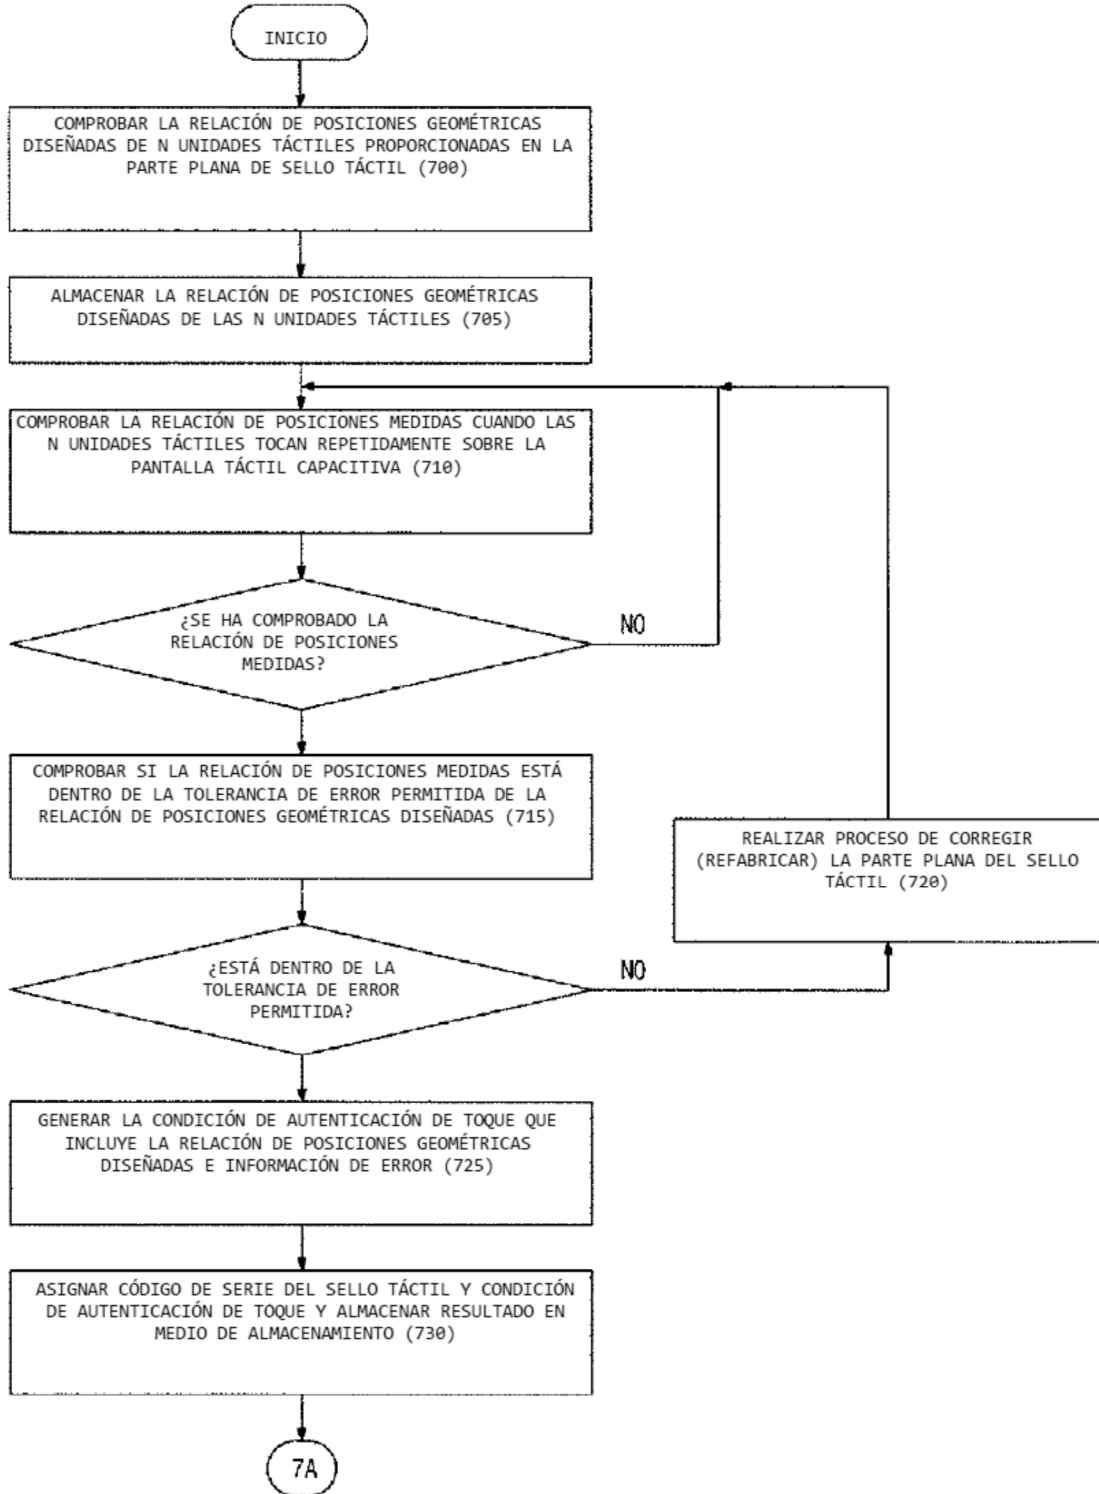 INICIO
COMPROBAR LA RELACIÓN DE POSICIONES GEOMÉTRICAS
DISEÑADAS DE N UNIDADES TÁCTILES PROPORCIONADAS EN LA
PARTE PLANA DE SELLO TÁCTIL (700)
ALMACENAR LA RELACIÓN DE POSICIONES GEOMÉTRICAS
DISEÑADAS DE LAS N UNIDADES TÁCTILES (705)
COMPROBAR LA RELACIÓN DE POSICIONES MEDIDAS CUANDO LAS
N UNIDADES TÁCTILES TOCAN REPETIDAMENTE SOBRE LA
PANTALLA TÁCTIL CAPACITIVA (710)
¿SE HA COMPROBADO LA
RELACIÓN DE POSICIONES
MEDIDAS?
NO
COMPROBAR SI LA RELACIÓN DE POSICIONES MEDIDAS ESTÁ
DENTRO DE LA TOLERANCIA DE ERROR PERMITIDA DE LA
RELACIÓN DE POSICIONES GEOMÉTRICAS DISEÑADAS (715)
REALIZAR PROCESO DE CORREGIR
(REFABRICAR) LA PARTE PLANA DEL SELLO
TÁCTIL (720)
¿ESTÁ DENTRO DE LA
TOLERANCIA DE ERROR
PERMITIDA?
NO
GENERAR LA CONDICIÓN DE AUTENTICACIÓN DE TOQUE QUE
INCLUYE LA RELACIÓN DE POSICIONES GEOMÉTRICAS
DISEÑADAS E INFORMACIÓN DE ERROR (725)
ASIGNAR CÓDIGO DE SERIE DEL SELLO TÁCTIL Y CONDICIÓN
DE AUTENTICACIÓN DE TOQUE Y ALMACENAR RESULTADO EN
MEDIO DE ALMACENAMIENTO (730)
7A